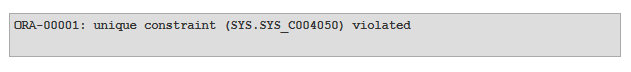 ORA-00001: unique constraint (SYS.SYS_C004050) violated